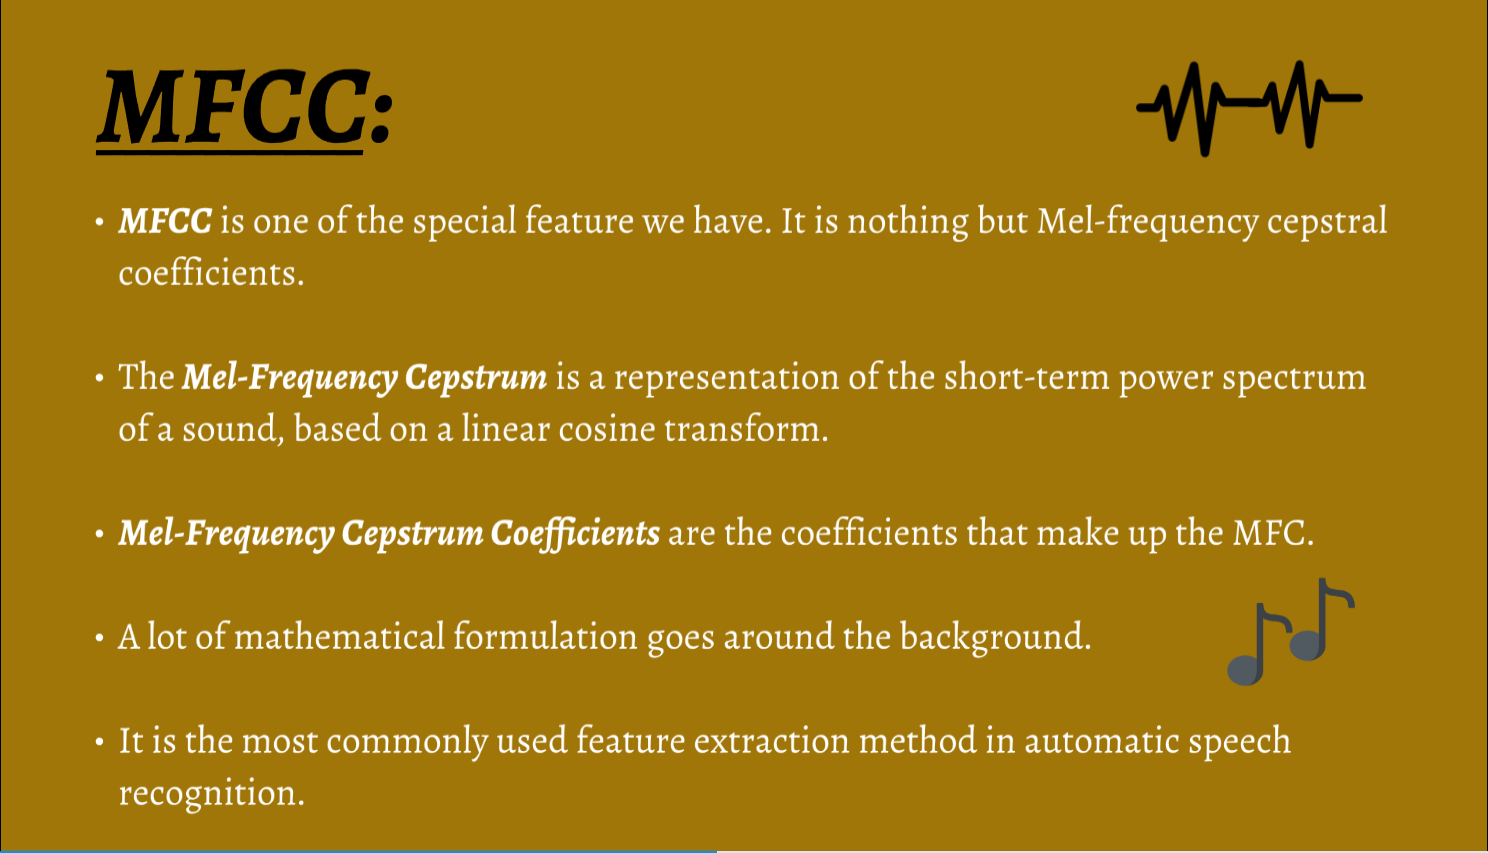 MFCC:
• MFCC is one of the special feature we have. It is nothing but Mel-frequency cepstral
coefficients.
• The Mel-Frequency Cepstrum is a representation of the short-term power spectrum
of a sound, based on a linear cosine transform.
• Mel-Frequency Cepstrum Coefficients are the coefficients that make up the MFC.
• A lot of mathematical formulation goes around the background.
• It is the most commonly used feature extraction method in automatic speech
recognition.